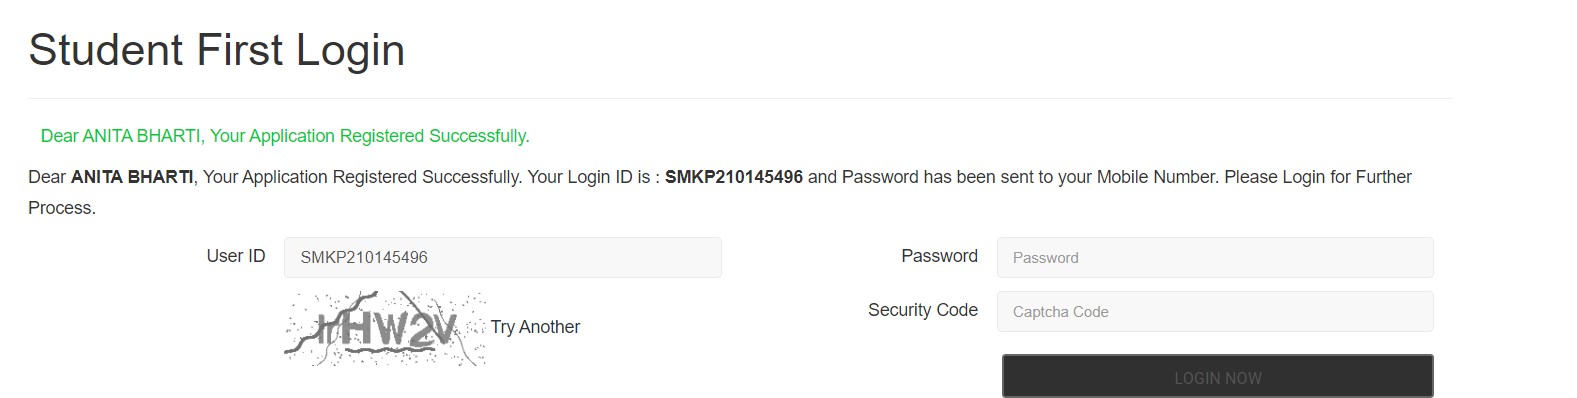 Student First Login
Dear ANITA BHARTI, Your Application Registered Successfully.
Dear ANITA BHARTI, Your Application Registered Successfully. Your Login ID is : SMKP210145496 and Password has been sent to your Mobile Number. Please Login for Further
Process.
User ID SMKP210145496 Password Password
Security Code Captcha Code
Try Another
LOGIN NOW